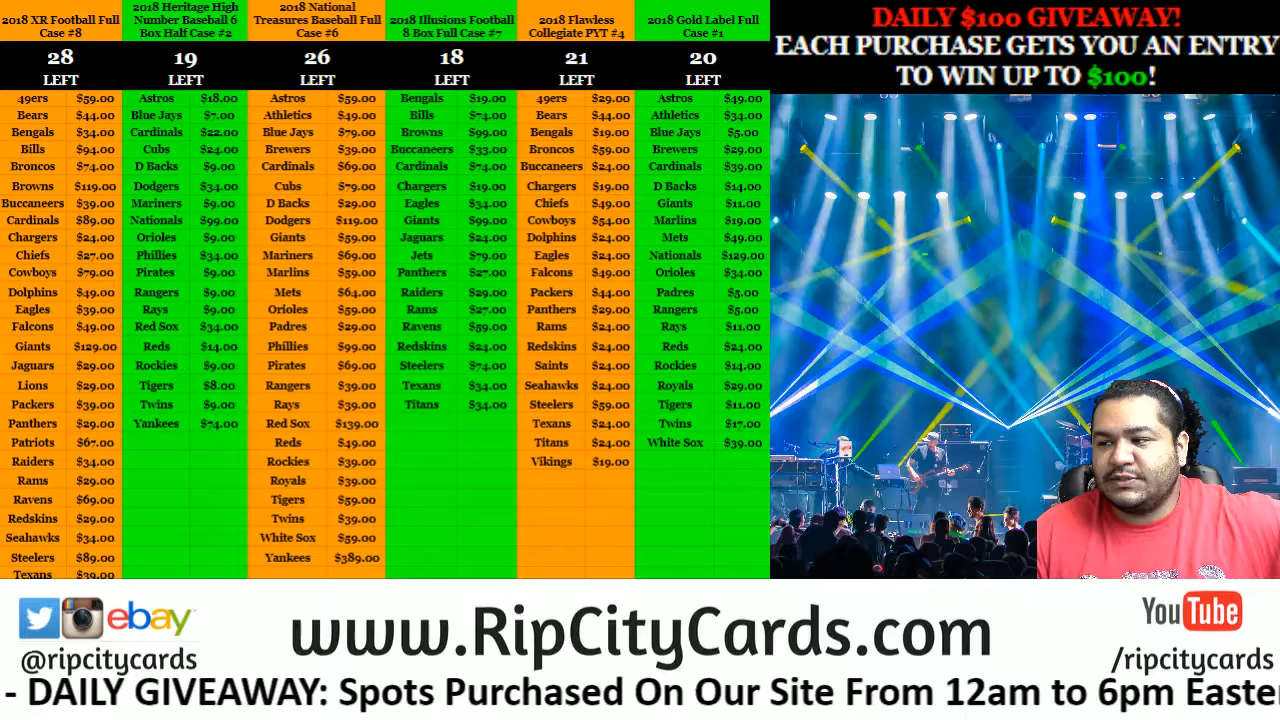 2018 XR Football Full
Case #8
28
LEFT
49ers $59.00
Bears $44.00
Bengals $34.00
Bills $94.00
Broncos $74.00
Browns $119.00
Buccaneers $39.00
Cardinals $89.00
Chargers $24.00
Chiefs $27.00
Cowboys $79.00
Dolphins $49.00
Eagles $39.00
Falcons $49.00
Giants $129.00
Jaguars $29.00
Lions $29.00
Packers $39.00
Panthers $29.00
Patriots $67.00
Raiders $34.00
Rams $29.00
Ravens $69.00
Redskins $29.00
Seahawks $34.00
Steelers $89.00
Texans $39.00
2018 Heritage High
Number Baseball 6
Box Half Case #2
19
LEFT
Astros $18.00
Blue Jays $7.00
Cardinals $22.00
Cubs $24.00
D Backs $9.00
Dodgers $34.00
Mariners $9.00
Nationals $99.00
Orioles $9.00
Phillies $34.00
Pirates $9.00
Rangers $9.00
Rays $9.00
Red Sox $34.00
Reds $14.00
Rockies $9.00
Tigers $8.00
Twins $9.00
Yankees $74.00
2018 National
Treasures Baseball Full
Case #6
26
LEFT
Astros $59.00
Athletics $49.00
Blue Jays $79.00
Brewers $39.00
Cardinals $69.00
Cubs $79.00
D Backs $29.00
Dodgers $119.00
Giants $59.00
Mariners $69.00
Marlins $59.00
Mets $64.00
Orioles $59.00
Padres $29.00
Phillies $99.00
Pirates $69.00
Rangers $39.00
Rays $39.00
Red Sox $139.00
Reds $49.00
Rockies $39.00
Royals $39.00
Tigers $59.00
Twins $39.00
White Sox $59.00
Yankees $389.00
2018 Illusions Football
8 Box Full Case #7
18
LEFT
Bengals $19.00
Bills $74.00
Browns $99.00
Buccaneers $33.00
Cardinals $74.00
Chargers $19.00
Eagles $34.00
Giants $99.00
Jaguars $24.00
Jets $79.00
Panthers $27.00
Raiders $29.00
Rams $27.00
Ravens $59.00
Redskins $24.00
Steelers $74.00
Texans $34.00
Titans $34.00
2018 Flawless
Collegiate PYT #4
21
LEFT
49ers $29.00
Bears $44.00
Bengals $19.00
Broncos $59.00
Buccaneers $24.00
Chargers $19.00
Chiefs $49.00
Cowboys $54.00
Dolphins $24.00
Eagles $24.00
Falcons $49.00
Packers $44.00
Panthers $29.00
Rams $24.00
Redskins $24.00
Saints $24.00
Seahawks $24.00
Steelers $59.00
Texans $24.00
Titans $24.00
Vikings $19.00
2018 Gold Label Full
Case #1
20
LEFT
Astros $49.00
Athletics $34.00
Blue Jays $5.00
Brewers $29.00
Cardinals $39.00
D Backs $14.00
Giants $11.00
Marlins $19.00
Mets $49.00
Nationals $129.00
Orioles $34.00
Padres $5.00
Rangers $5.00
Rays $11.00
Reds $24.00
Rockies $14.00
Royals $29.00
Tigers $11.00
Twins $17.00
White Sox $39.00
DAILY $100 GIVEAWAY!
EACH PURCHASE GETS YOU AN ENTRY
TO WIN UP TO $100!
ebay
@ripcitycards
www.RipCityCards.com
YouTube
/ripcitycards
- DAILY GIVEAWAY: Spots Purchased On Our Site From 12am to 6pm Easter